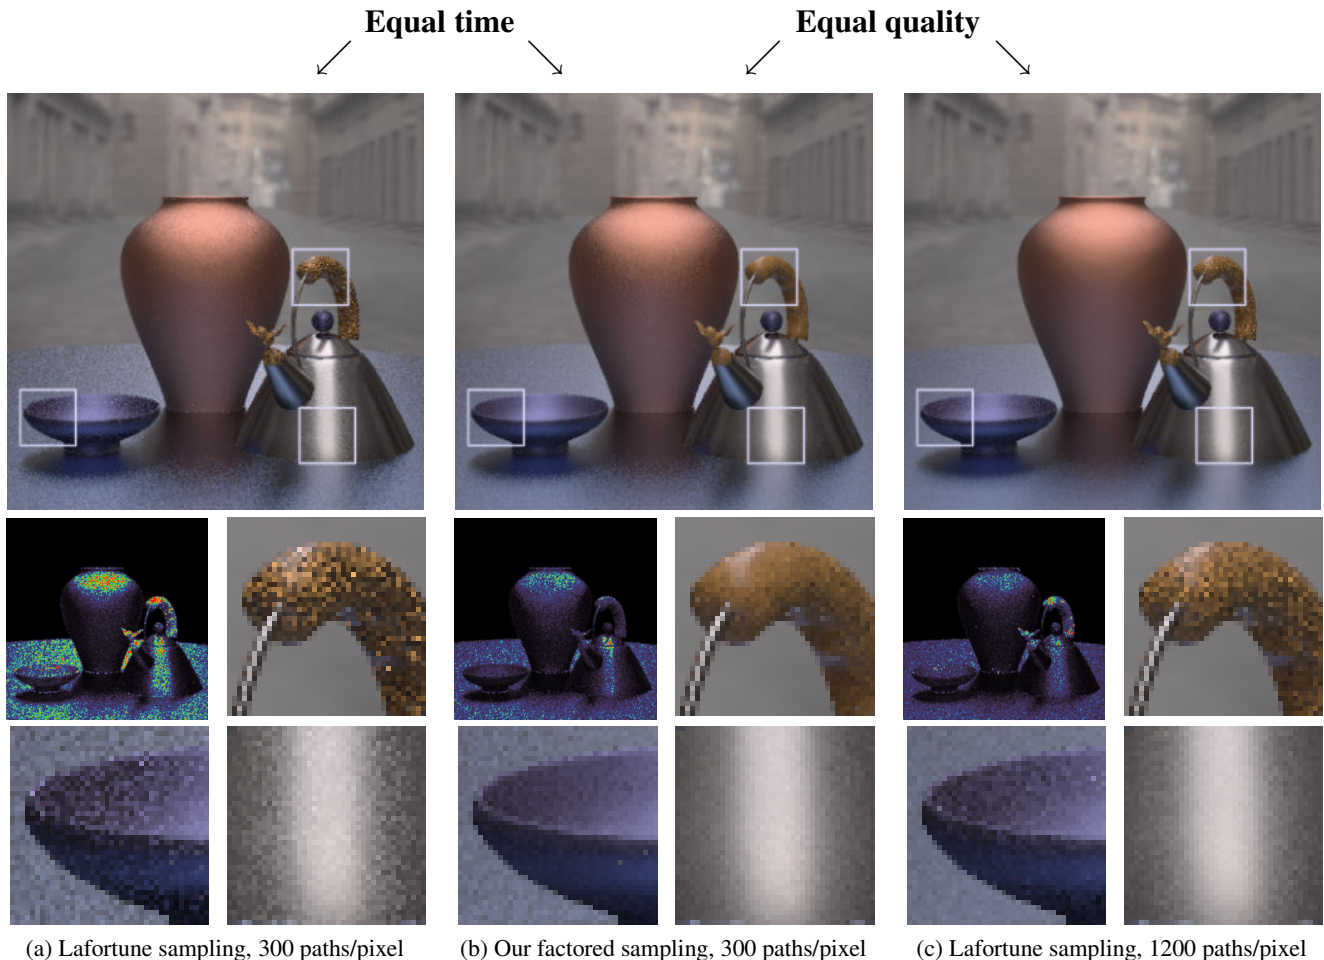 Equal time
Equal quality
(a) Lafortune sampling, 300 paths/pixel
(b) Our factored sampling, 300 paths/pixel
(c) Lafortune sampling, 1200 paths/pixel